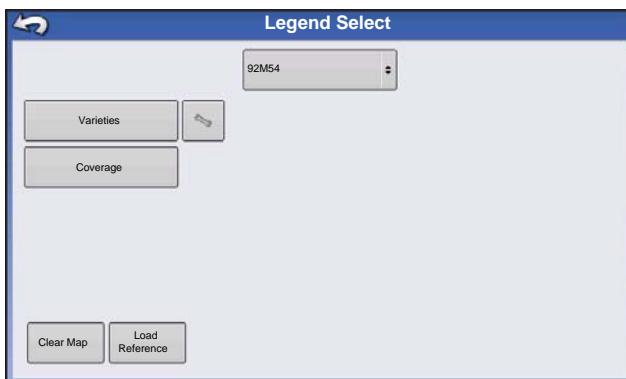 Legend Select
92M54
Varieties
Coverage
Clear Map
Load
Reference